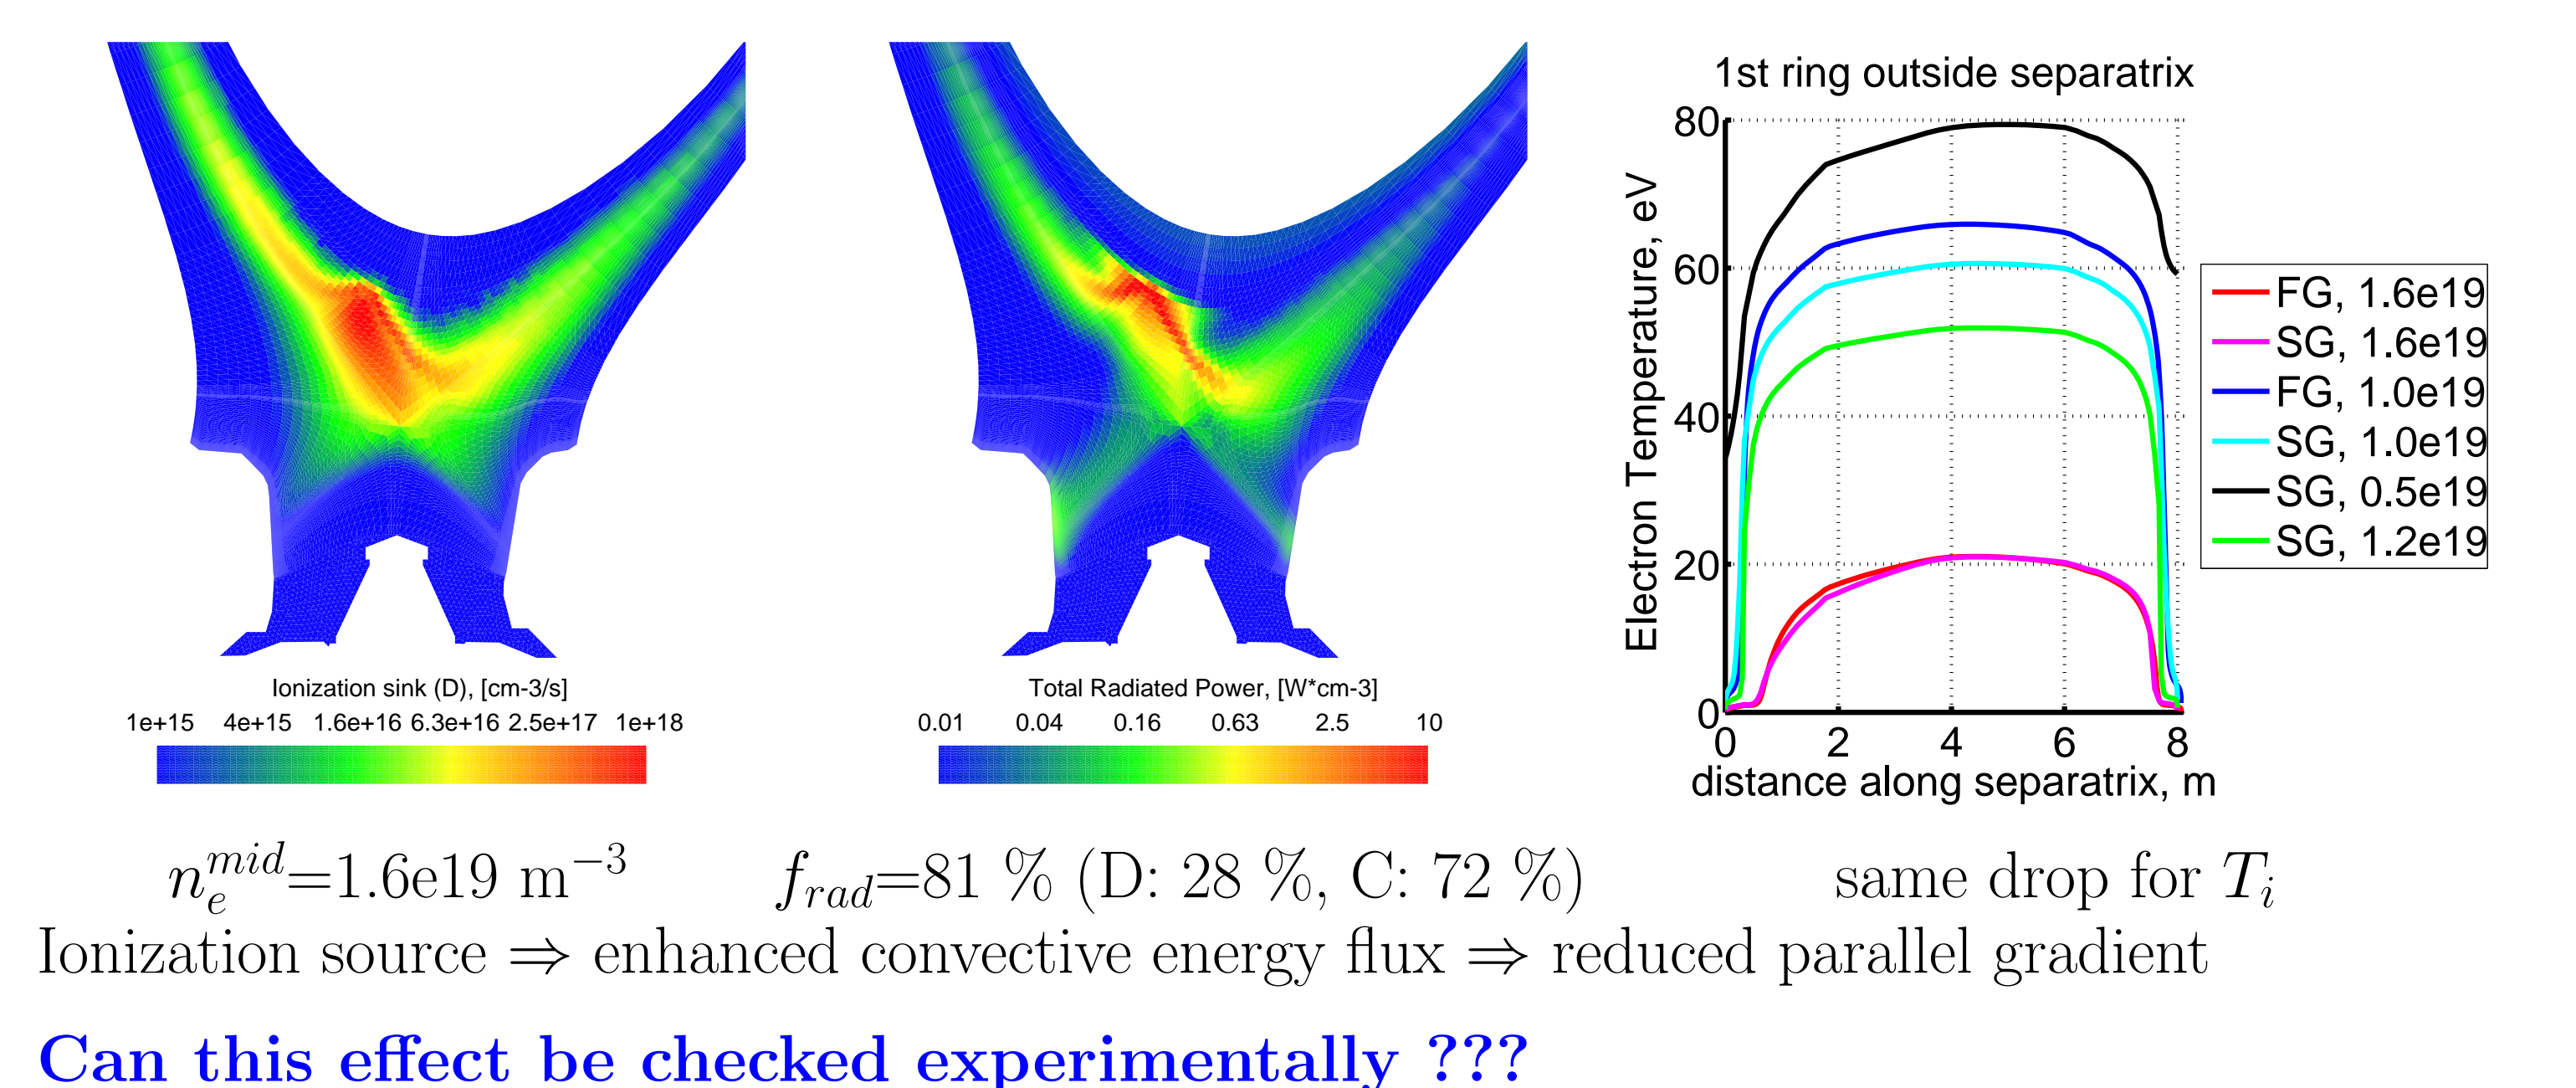 Ionization sink (D), [cm-3/s]
1e+15 4e+15 1.6e+16 6.3e+16 2.5e+17 1e+18
Total Radiated Power, [W*cm-3]
0.01 0.04 0.16 0.63 2.5 10
1st ring outside separatrix
Electron Temperature, eV
80
60
40
20
0
0 2 4 6 8
distance along separatrix, m
FG, 1.6e19
SG, 1.6e19
FG, 1.0e19
SG, 1.0e19
SG, 0.5e19
SG, 1.2e19
n_e^{mid}=1.6e19 m^{−3}
f_{rad}=81 % (D: 28 %, C: 72 %)
same drop for T_i
Ionization source ⇒ enhanced convective energy flux ⇒ reduced parallel gradient
Can this effect be checked experimentally ???